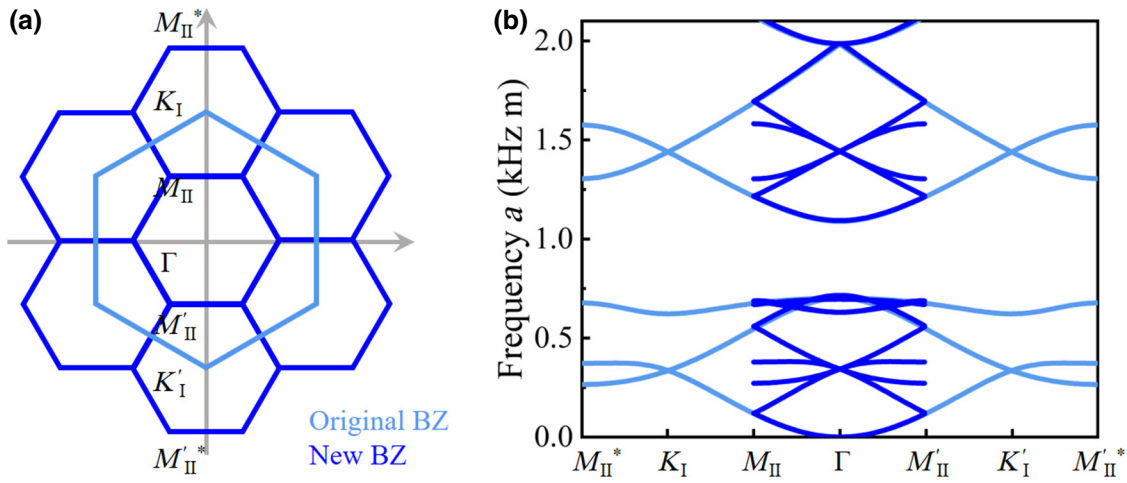 (a)
M_II*
K_I
M_II
Γ
M'_II
K'_I
M'_II*
Original BZ
New BZ
(b)
Frequency a (kHz m)
2.0
1.5
1.0
0.5
0.0
M_II* K_I M_II Γ M'_II K'_I M'_II*